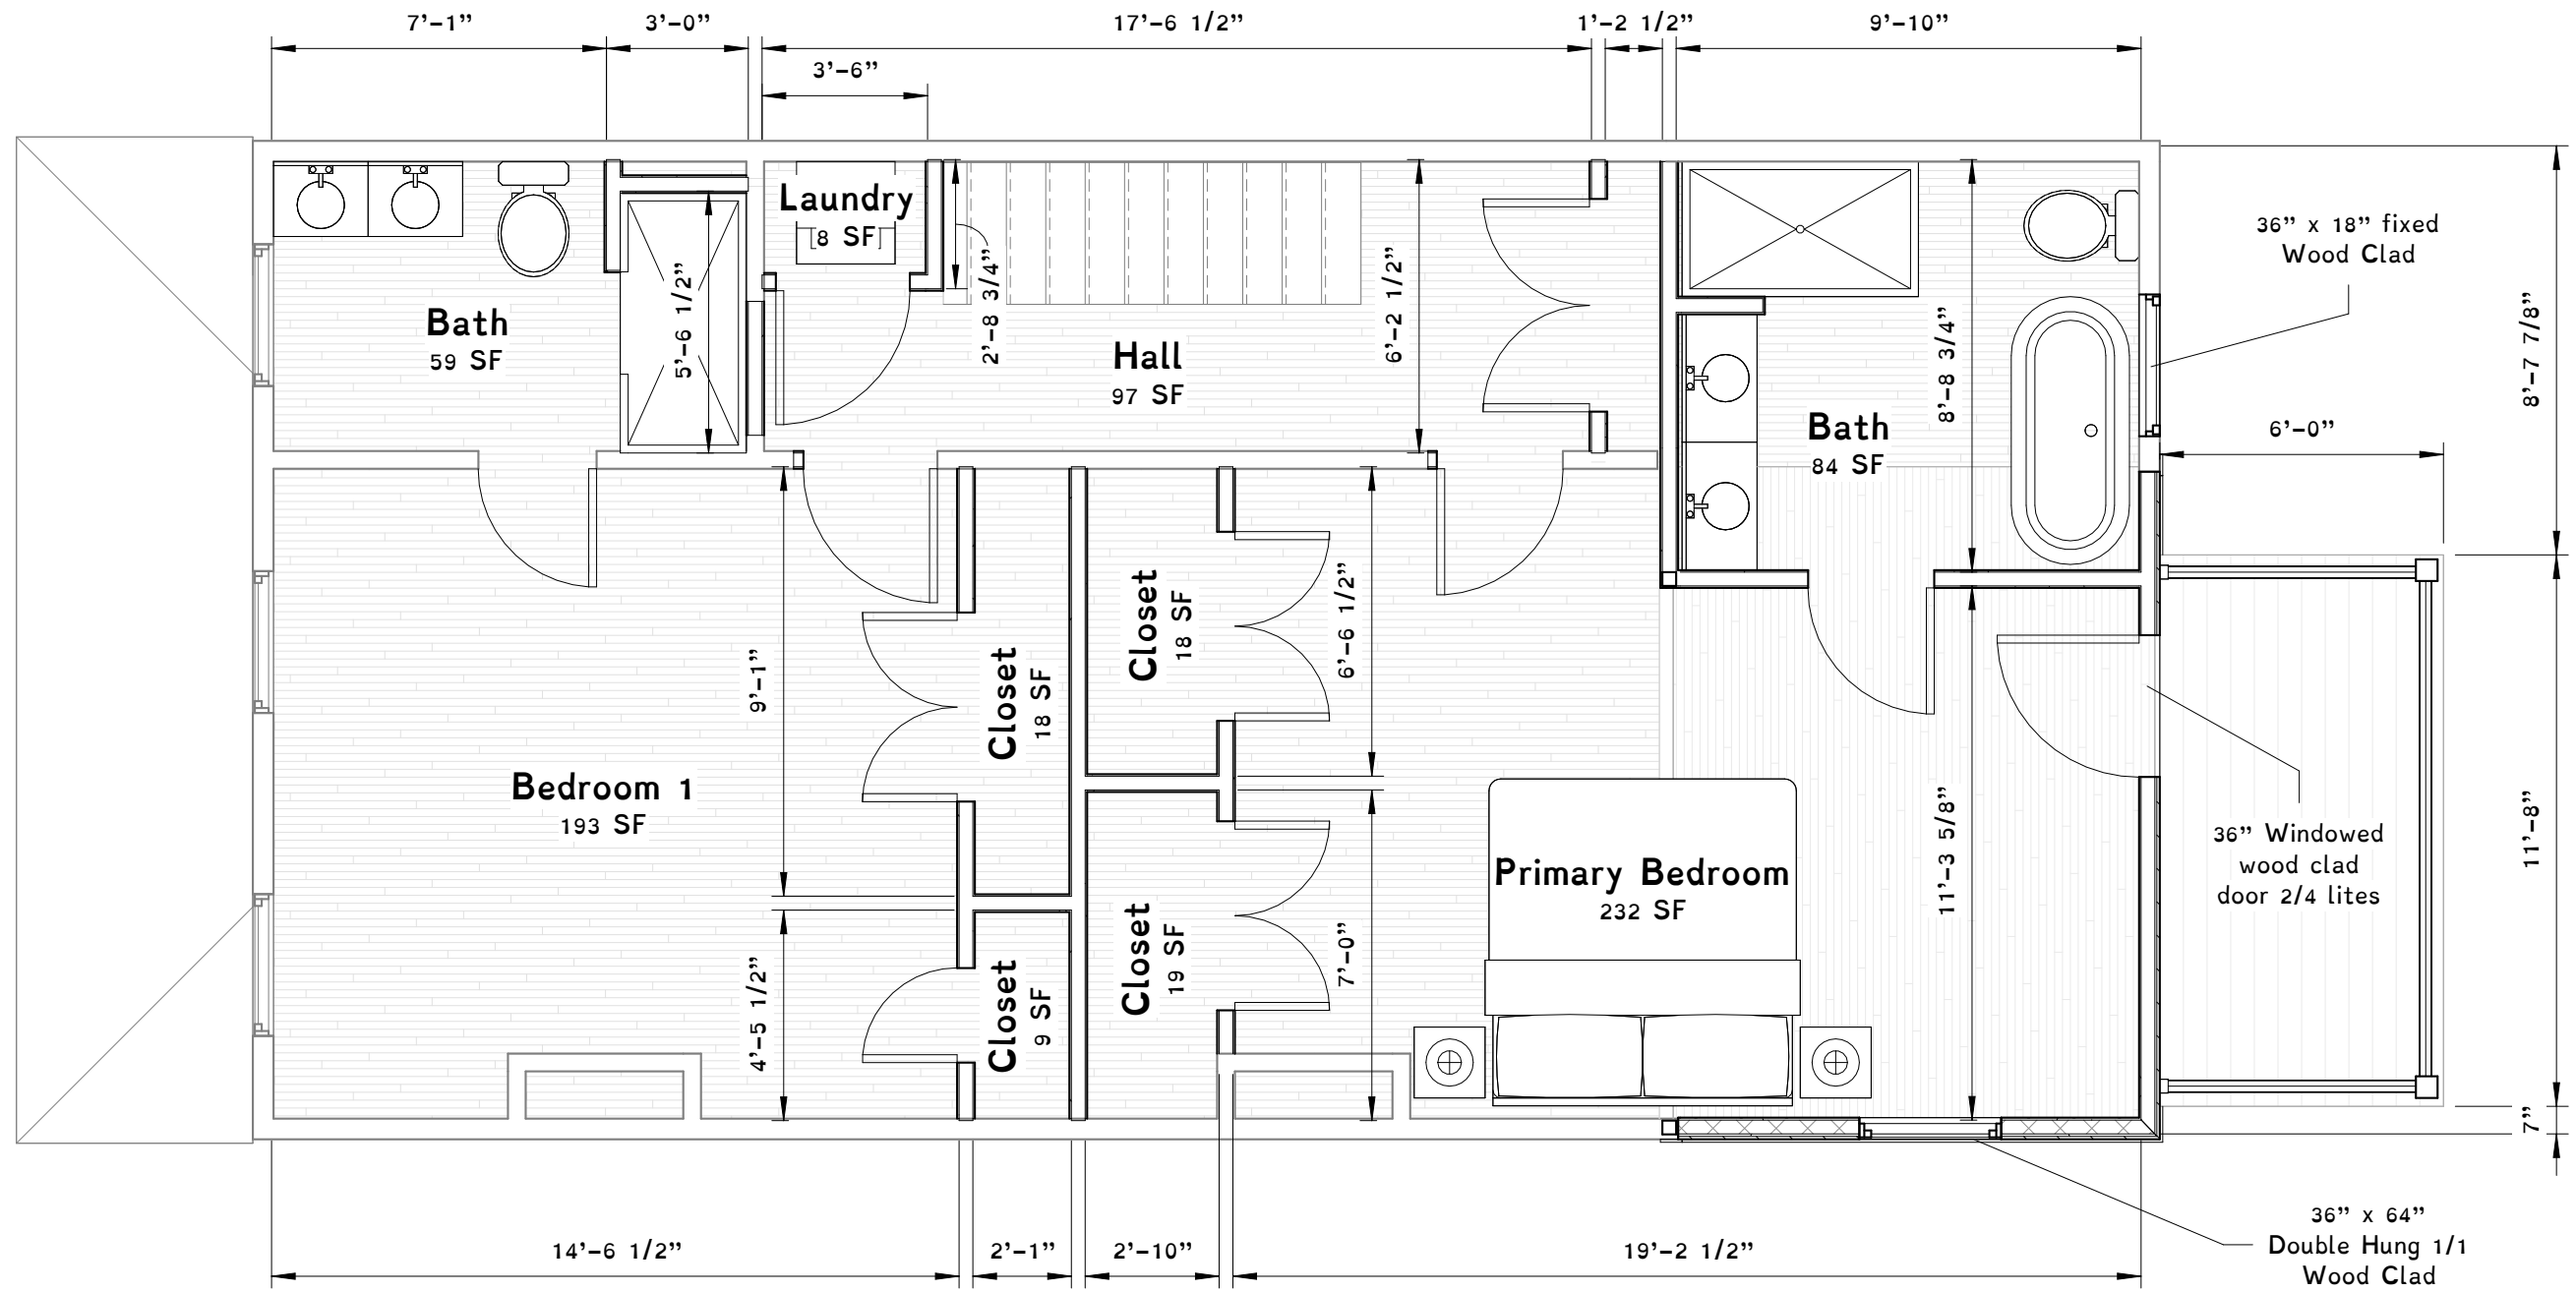 7’-1”
3’-0”
17’-6 1/2”
1’-2 1/2”
9’-10”
3’-6”
Laundry
8 SF
36” x 18” fixed
Wood Clad
5’-6 1/2”
2’-8 3/4”
6’-2 1/2”
8’-8 3/4”
8’-7 7/8”
Bath
59 SF
Hall
97 SF
Bath
84 SF
6’-0”
9’-1”
Closet
18 SF
Closet
18 SF
6’-6 1/2”
Bedroom 1
193 SF
Primary Bedroom
232 SF
11’-3 5/8”
36” Windowed
wood clad
door 2/4 lites
11’-8”
4’-5 1/2”
Closet
9 SF
Closet
19 SF
7’-0”
7”
14’-6 1/2”
2’-1”
2’-10”
19’-2 1/2”
36” x 64”
Double Hung 1/1
Wood Clad